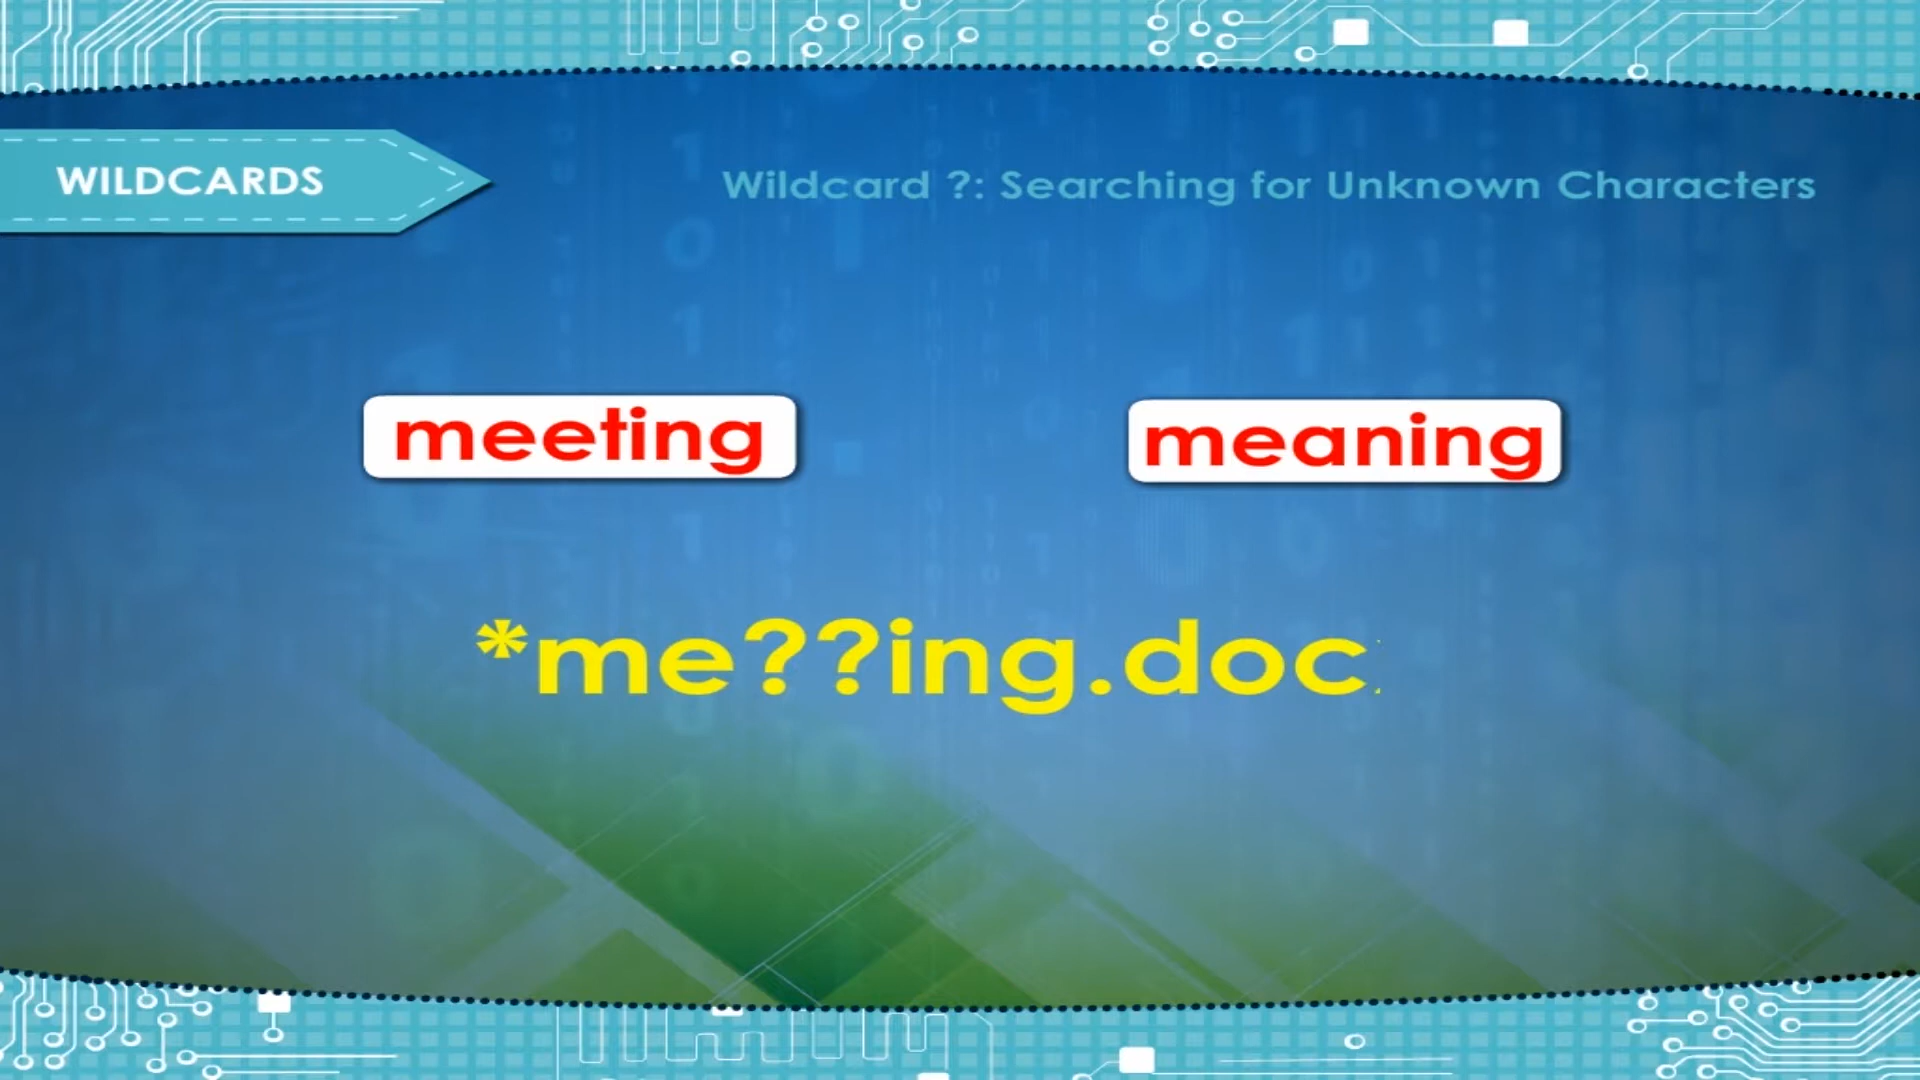 WILDCARDS
Wildcard ?: Searching for Unknown Characters
meeting
meaning
*me??ing.doc